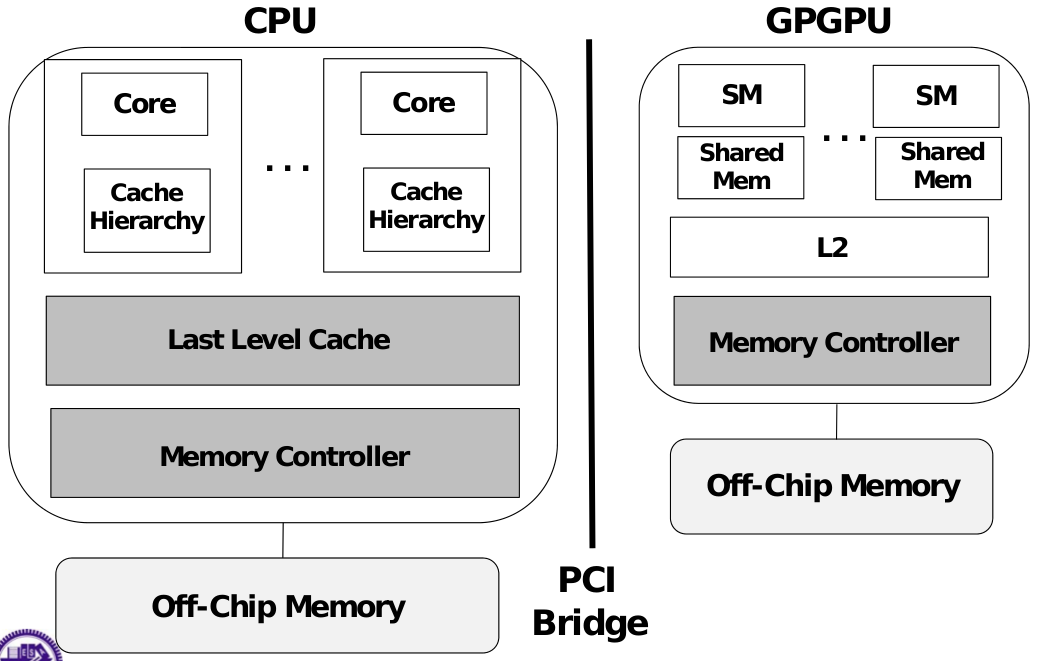 CPU
Core
Core
Cache
Hierarchy
Cache
Hierarchy
...
Last Level Cache
Memory Controller
Off-Chip Memory
PCI
Bridge
GPGPU
SM
SM
...
Shared
Mem
Shared
Mem
L2
Memory Controller
Off-Chip Memory